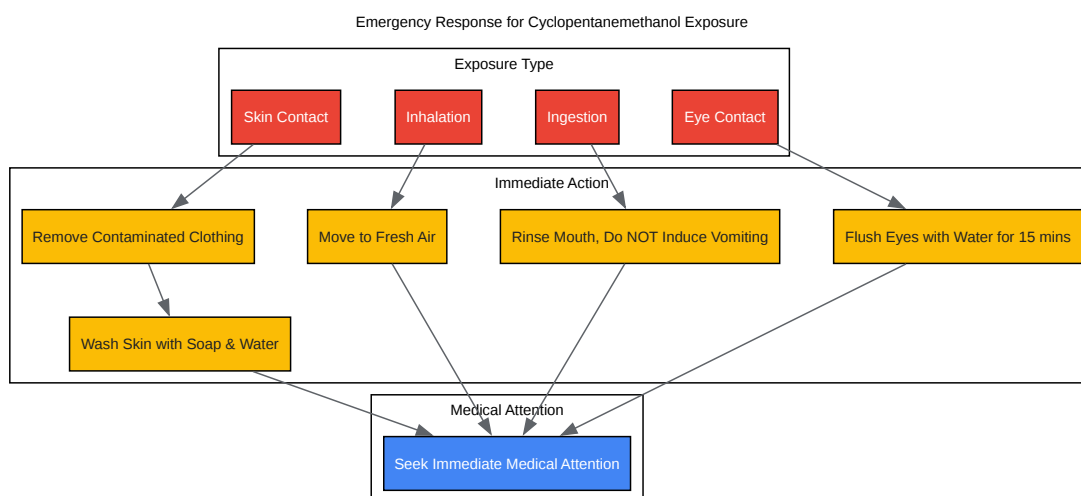 Emergency Response for Cyclopentanemethanol Exposure
Exposure Type
Skin Contact
Inhalation
Ingestion
Eye Contact
Immediate Action
Remove Contaminated Clothing
Move to Fresh Air
Rinse Mouth, Do NOT Induce Vomiting
Flush Eyes with Water for 15 mins
Wash Skin with Soap & Water
Medical Attention
Seek Immediate Medical Attention